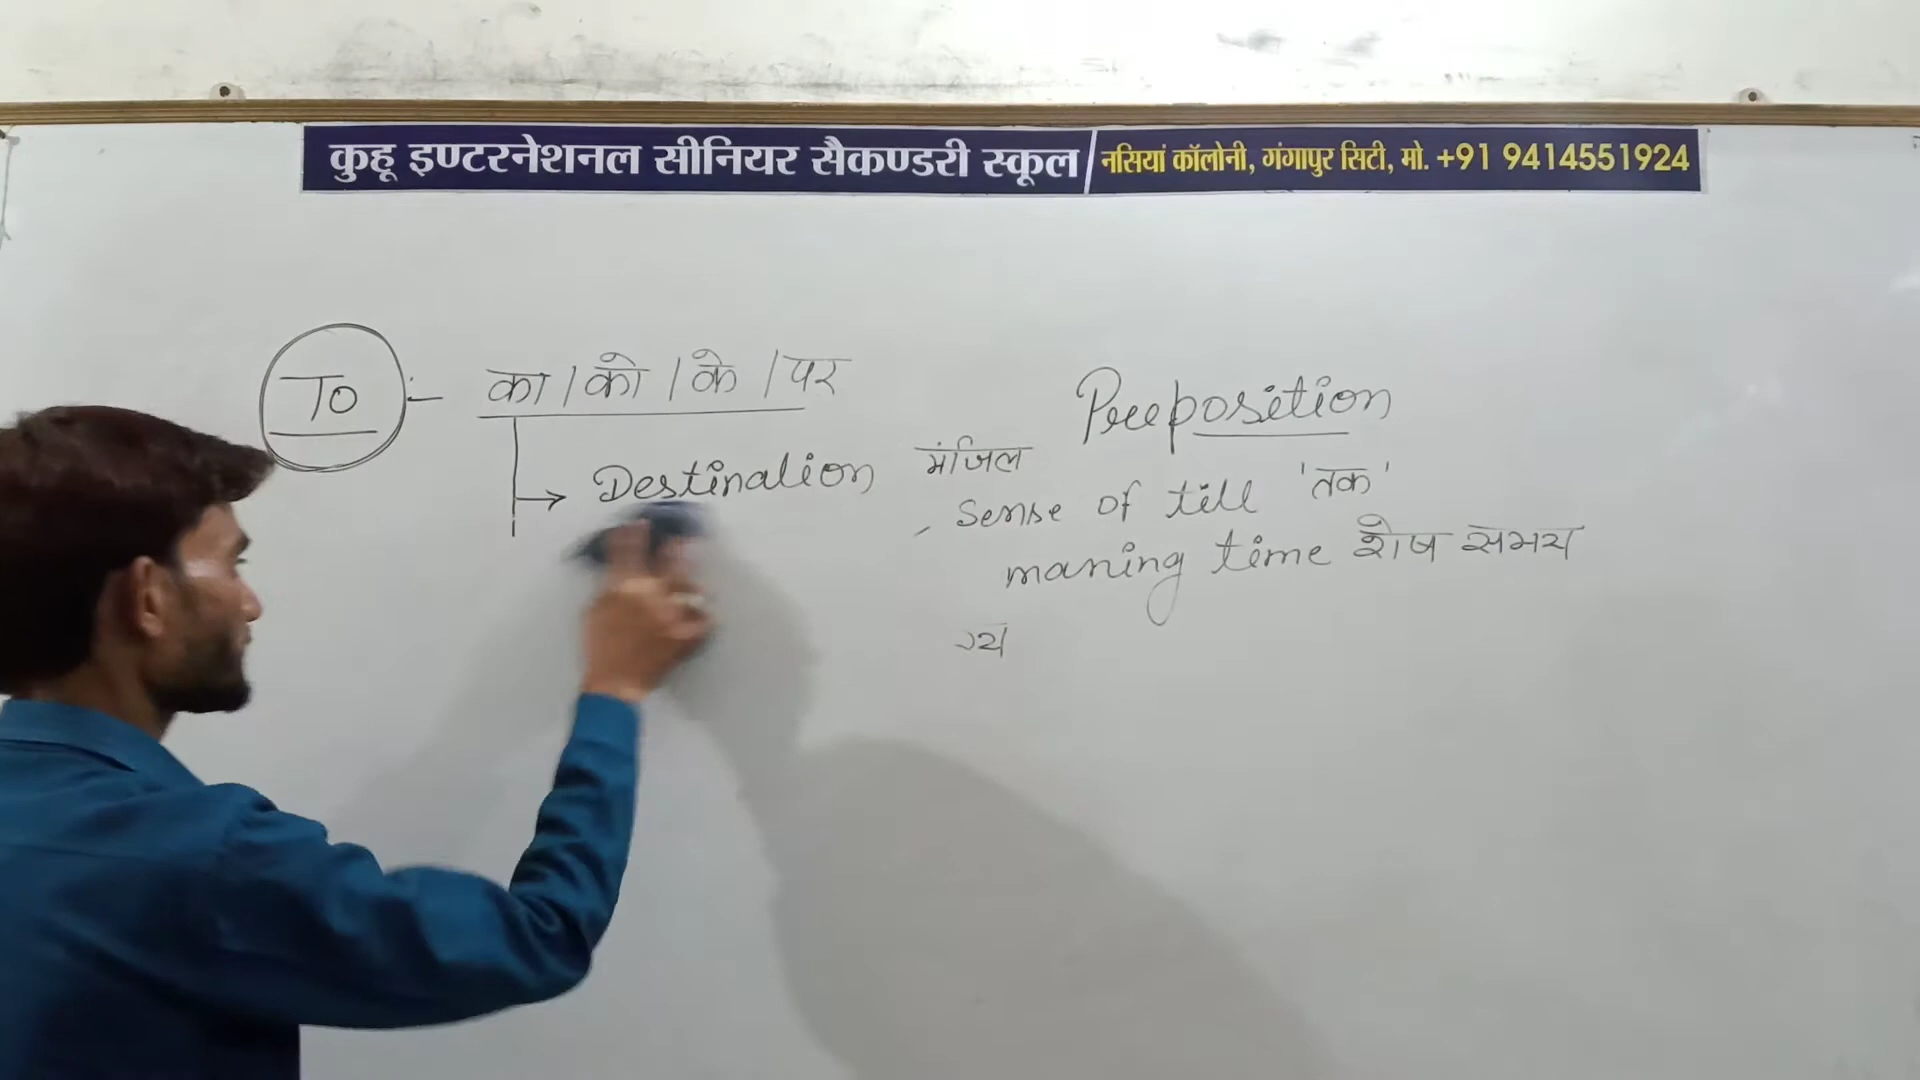 कुहू इण्टरनेशनल सीनियर सैकण्डरी स्कूल / नसियां कॉलोनी, गंगापुर सिटी, मो. +91 9414551924
TO :- का / को / के / पर
Preposition
→ Destination मंजिल
, Sense of till 'तक'
maning time शेष समय